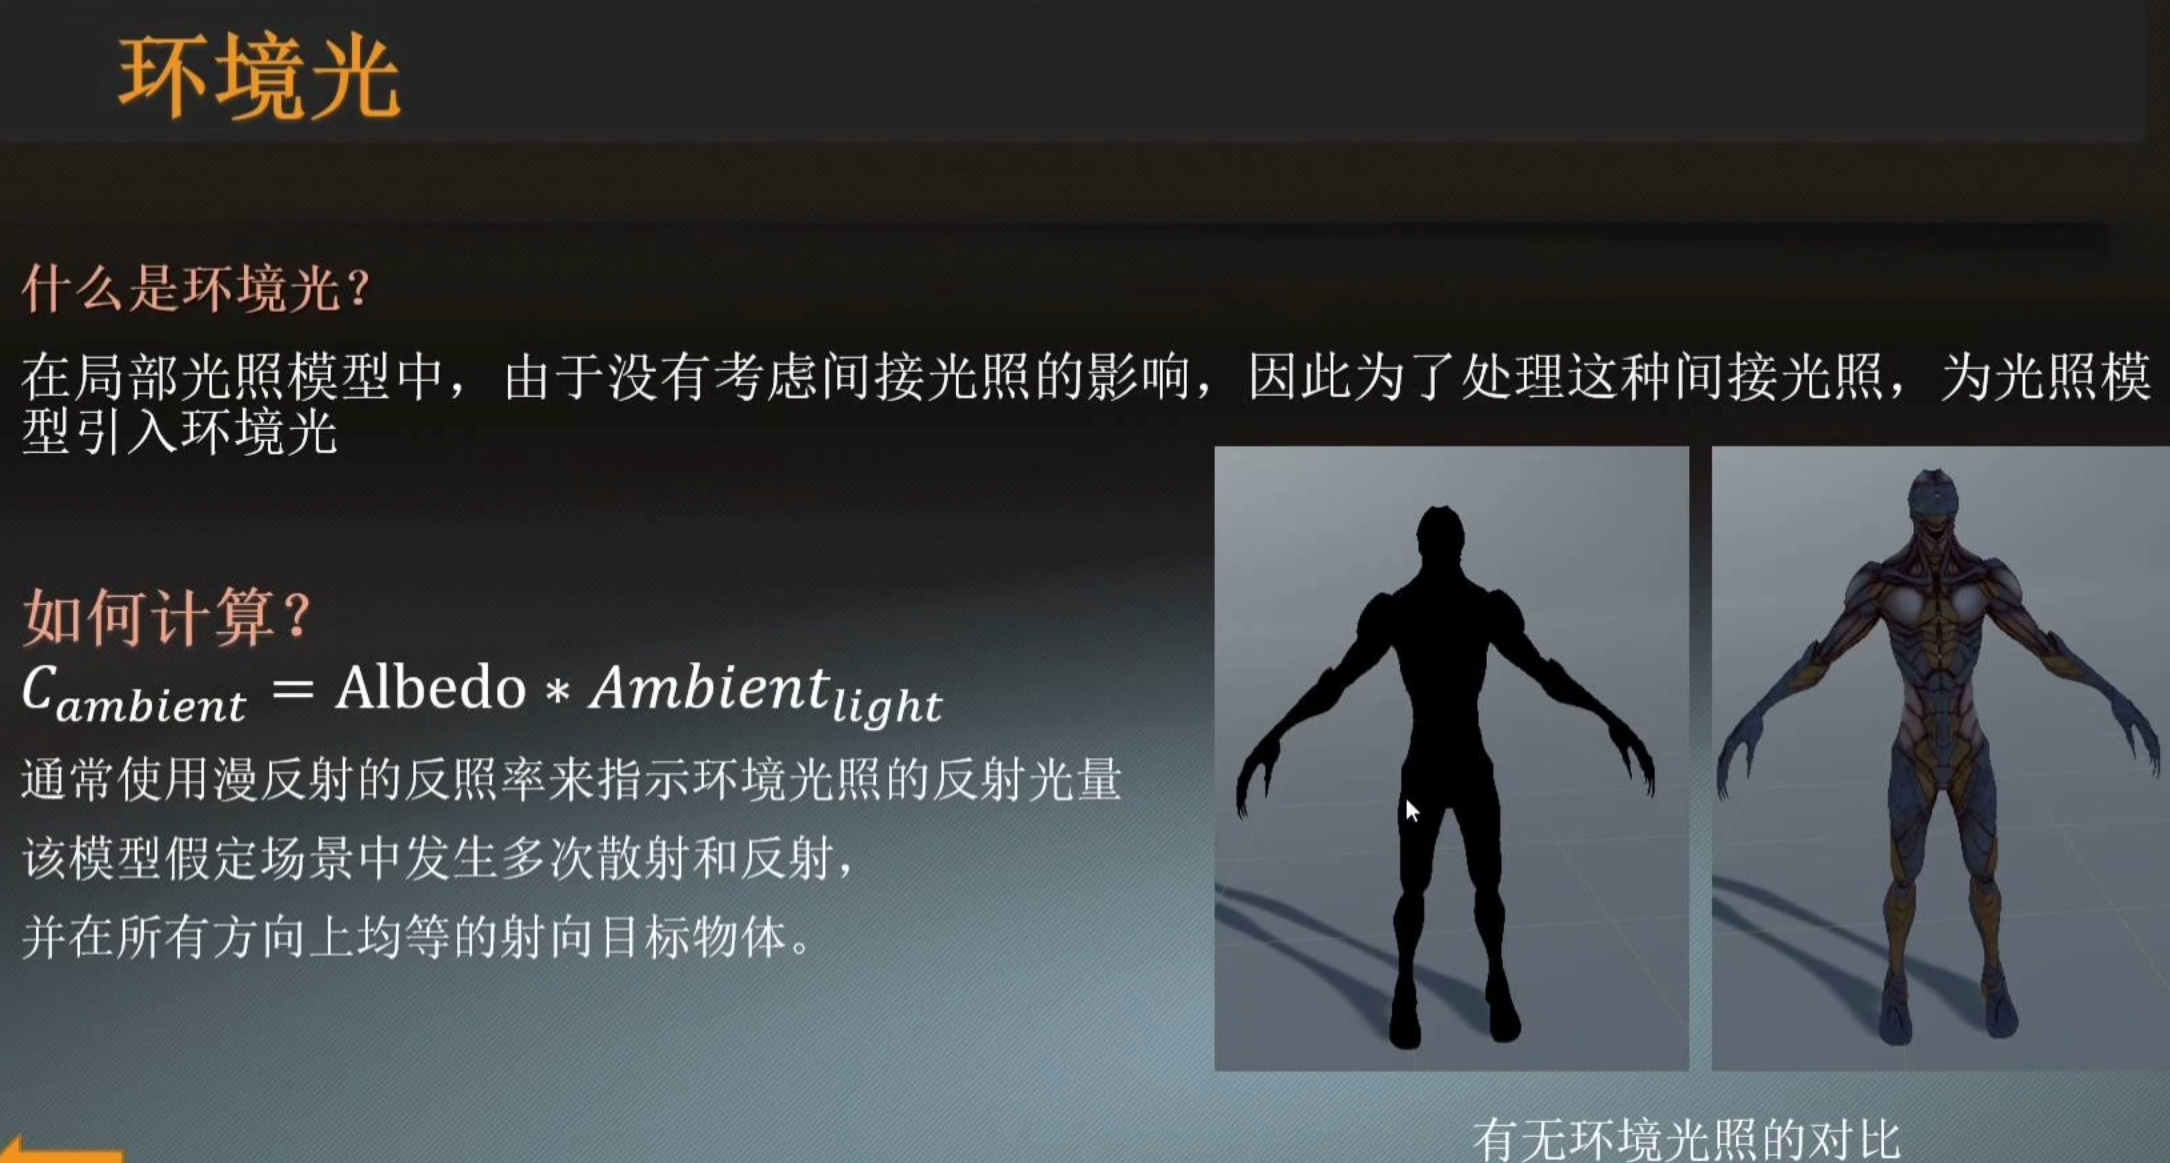 环境光
什么是环境光?
在局部光照模型中，由于没有考虑间接光照的影响，因此为了处理这种间接光照，为光照模
型引入环境光
如何计算?
C_ambient = Albedo * Ambient_light
通常使用漫反射的反照率来指示环境光照的反射光量
该模型假定场景中发生多次散射和反射，
并在所有方向上均等的射向目标物体。
有无环境光照的对比